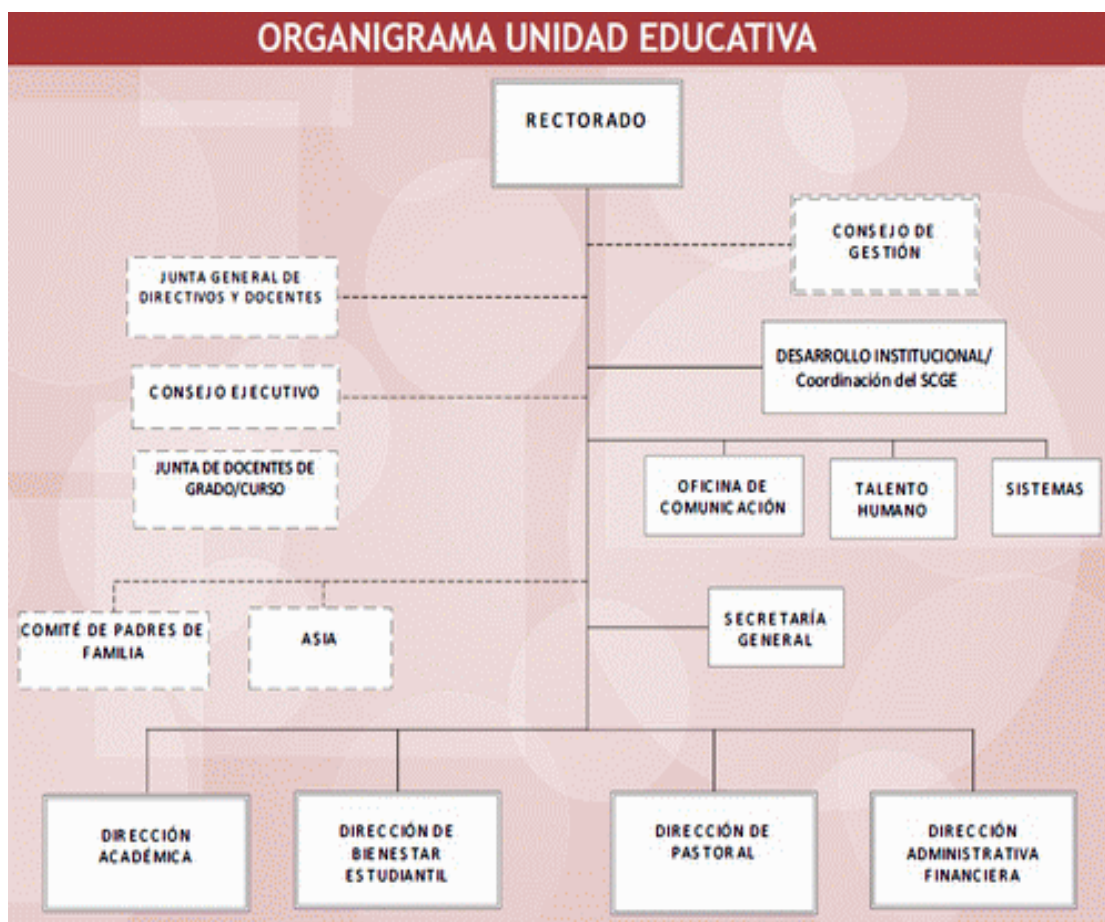 ORGANIGRAMA UNIDAD EDUCATIVA
RECTORADO
CONSEJO DE
GESTIÓN
JUNTA GENERAL DE
DIRECTIVOS Y DOCENTES
DESARROLLO INSTITUCIONAL/
Coordinación del SCGE
CONSEJO EJECUTIVO
JUNTA DE DOCENTES DE
GRADO/CURSO
OFICINA DE
COMUNICACIÓN
TALENTO
HUMANO
SISTEMAS
COMITÉ DE PADRES DE
FAMILIA
ASIA
SECRETARÍA
GENERAL
DIRECCIÓN
ACADÉMICA
DIRECCIÓN DE
BIENESTAR
ESTUDIANTIL
DIRECCIÓN DE
PASTORAL
DIRECCIÓN
ADMINISTRATIVA
FINANCIERA